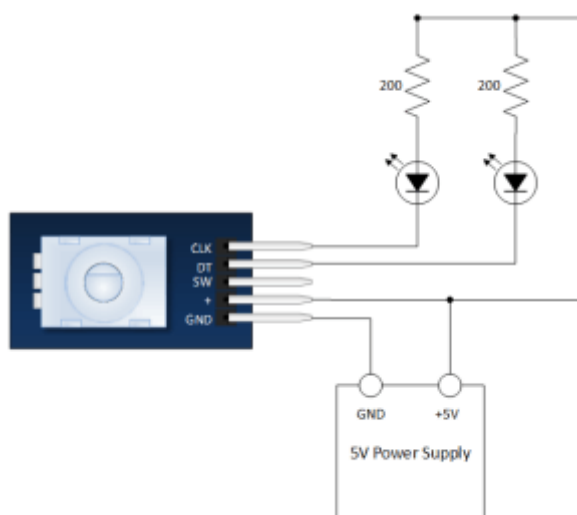 200
200
CLK
DT
SW
+
GND
GND
+5V
5V Power Supply